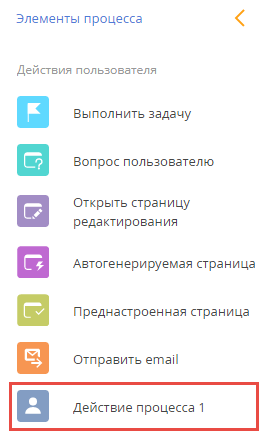 Элементы процесса
Действия пользователя
Выполнить задачу
Вопрос пользователю
Открыть страницу
редактирования
Автогенерируемая страница
Преднастроенная страница
Отправить email
Действие процесса 1